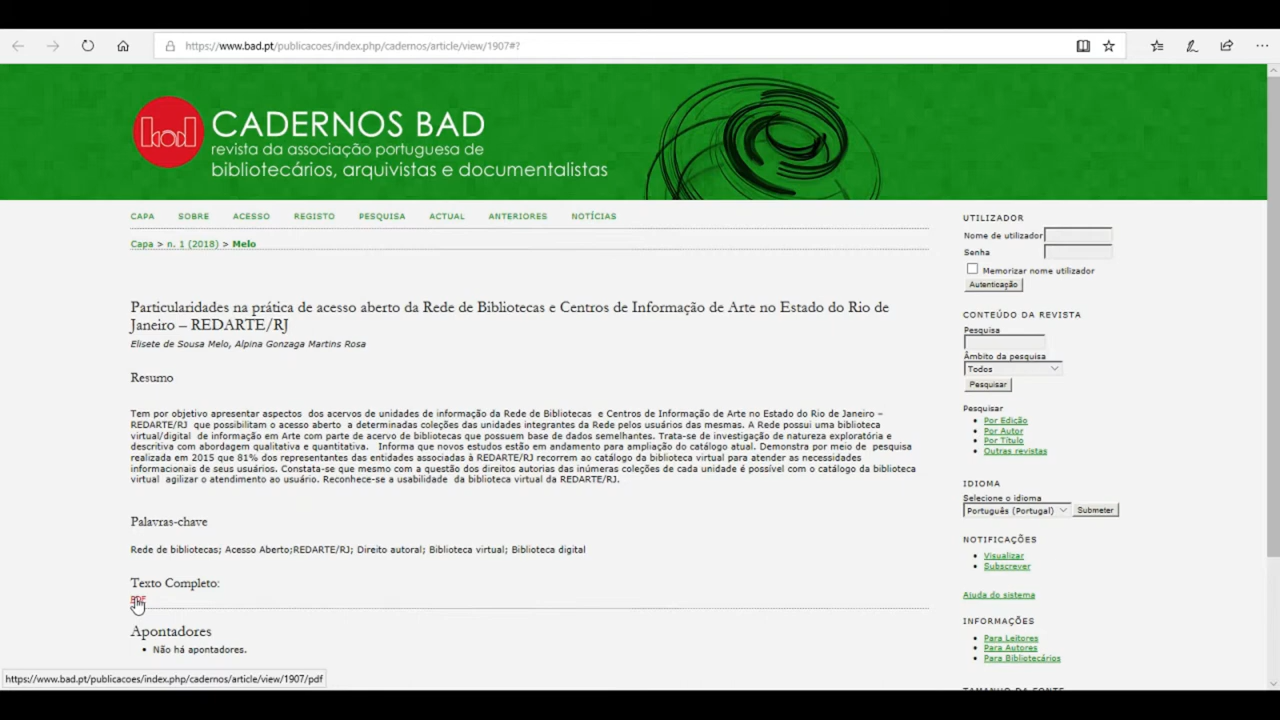 https://www.bad.pt/publicacoes/index.php/cadernos/article/view/1907#?
bad
CADERNOS BAD
revista da associação portuguesa de
bibliotecários, arquivistas e documentalistas
CAPA SOBRE ACESSO REGISTO PESQUISA ACTUAL ANTERIORES NOTÍCIAS
Capa > n. 1 (2018) > Melo
Particularidades na prática de acesso aberto da Rede de Bibliotecas e Centros de Informação de Arte no Estado do Rio de
Janeiro – REDARTE/RJ
Elisete de Sousa Melo, Alpina Gonzaga Martins Rosa
Resumo
Tem por objetivo apresentar aspectos dos acervos de unidades de informação da Rede de Bibliotecas e Centros de Informação de Arte no Estado do Rio de Janeiro –
REDARTE/RJ que possibilitam o acesso aberto a determinadas coleções das unidades integrantes da Rede pelos usuários das mesmas. A Rede possui uma biblioteca
virtual/digital de informação em Arte com parte de acervo de bibliotecas que possuem base de dados semelhantes. Trata-se de investigação de natureza exploratória e
descritiva com abordagem qualitativa e quantitativa. Informa que novos estudos estão em andamento para ampliação do catálogo atual. Demonstra por meio de pesquisa
realizada em 2015 que 81% dos representantes das entidades associadas à REDARTE/RJ recorrem ao catálogo da biblioteca virtual para atender as necessidades
informacionais de seus usuários. Constata-se que mesmo com a questão dos direitos autorias das inúmeras coleções de cada unidade é possível com o catálogo da biblioteca
virtual agilizar o atendimento ao usuário. Reconhece-se a usabilidade da biblioteca virtual da REDARTE/RJ.
Palavras-chave
Rede de bibliotecas; Acesso Aberto;REDARTE/RJ; Direito autoral; Biblioteca virtual; Biblioteca digital
Texto Completo:
PDF
Apontadores
Não há apontadores.
https://www.bad.pt/publicacoes/index.php/cadernos/article/view/1907/pdf
UTILIZADOR
Nome de utilizador
Senha
Memorizar nome utilizador
Autenticação
CONTEÚDO DA REVISTA
Pesquisa
Âmbito da pesquisa
Todos
Pesquisar
Pesquisar
Por Edição
Por Autor
Por Título
Outras revistas
IDIOMA
Selecione o idioma
Português (Portugal) Submeter
NOTIFICAÇÕES
Visualizar
Subscrever
Ajuda do sistema
INFORMAÇÕES
Para Leitores
Para Autores
Para Bibliotecários
TAMANHO DA FONTE